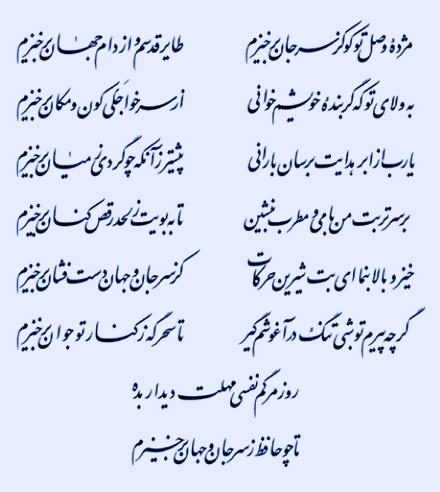 مژدهٔ وصل تو کو کز سر جان برخیزم طایر قدسم و از دام جهان برخیزم
به ولای تو که گر بندهٔ خویشم خوانی از سر خواجگی کون و مکان برخیزم
یارب از ابر هدایت برسان بارانی پیشتر زآنکه چو گردی ز میان برخیزم
بر سر تربت من با می و مطرب بنشین تا به بویت ز لحد رقص کنان برخیزم
خیز و بالا بنما ای بت شیرین حرکات کز سر جان و جهان دست فشان برخیزم
گرچه پیرم تو شبی تنگ در آغوشم گیر تا سحرگه ز کنار تو جوان برخیزم
روز مرگم نفسی مهلت دیدار بده
تا چو حافظ ز سر جان و جهان برخیزم